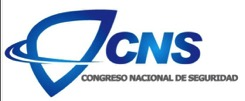 CNS
CONGRESO NACIONAL DE SEGURIDAD